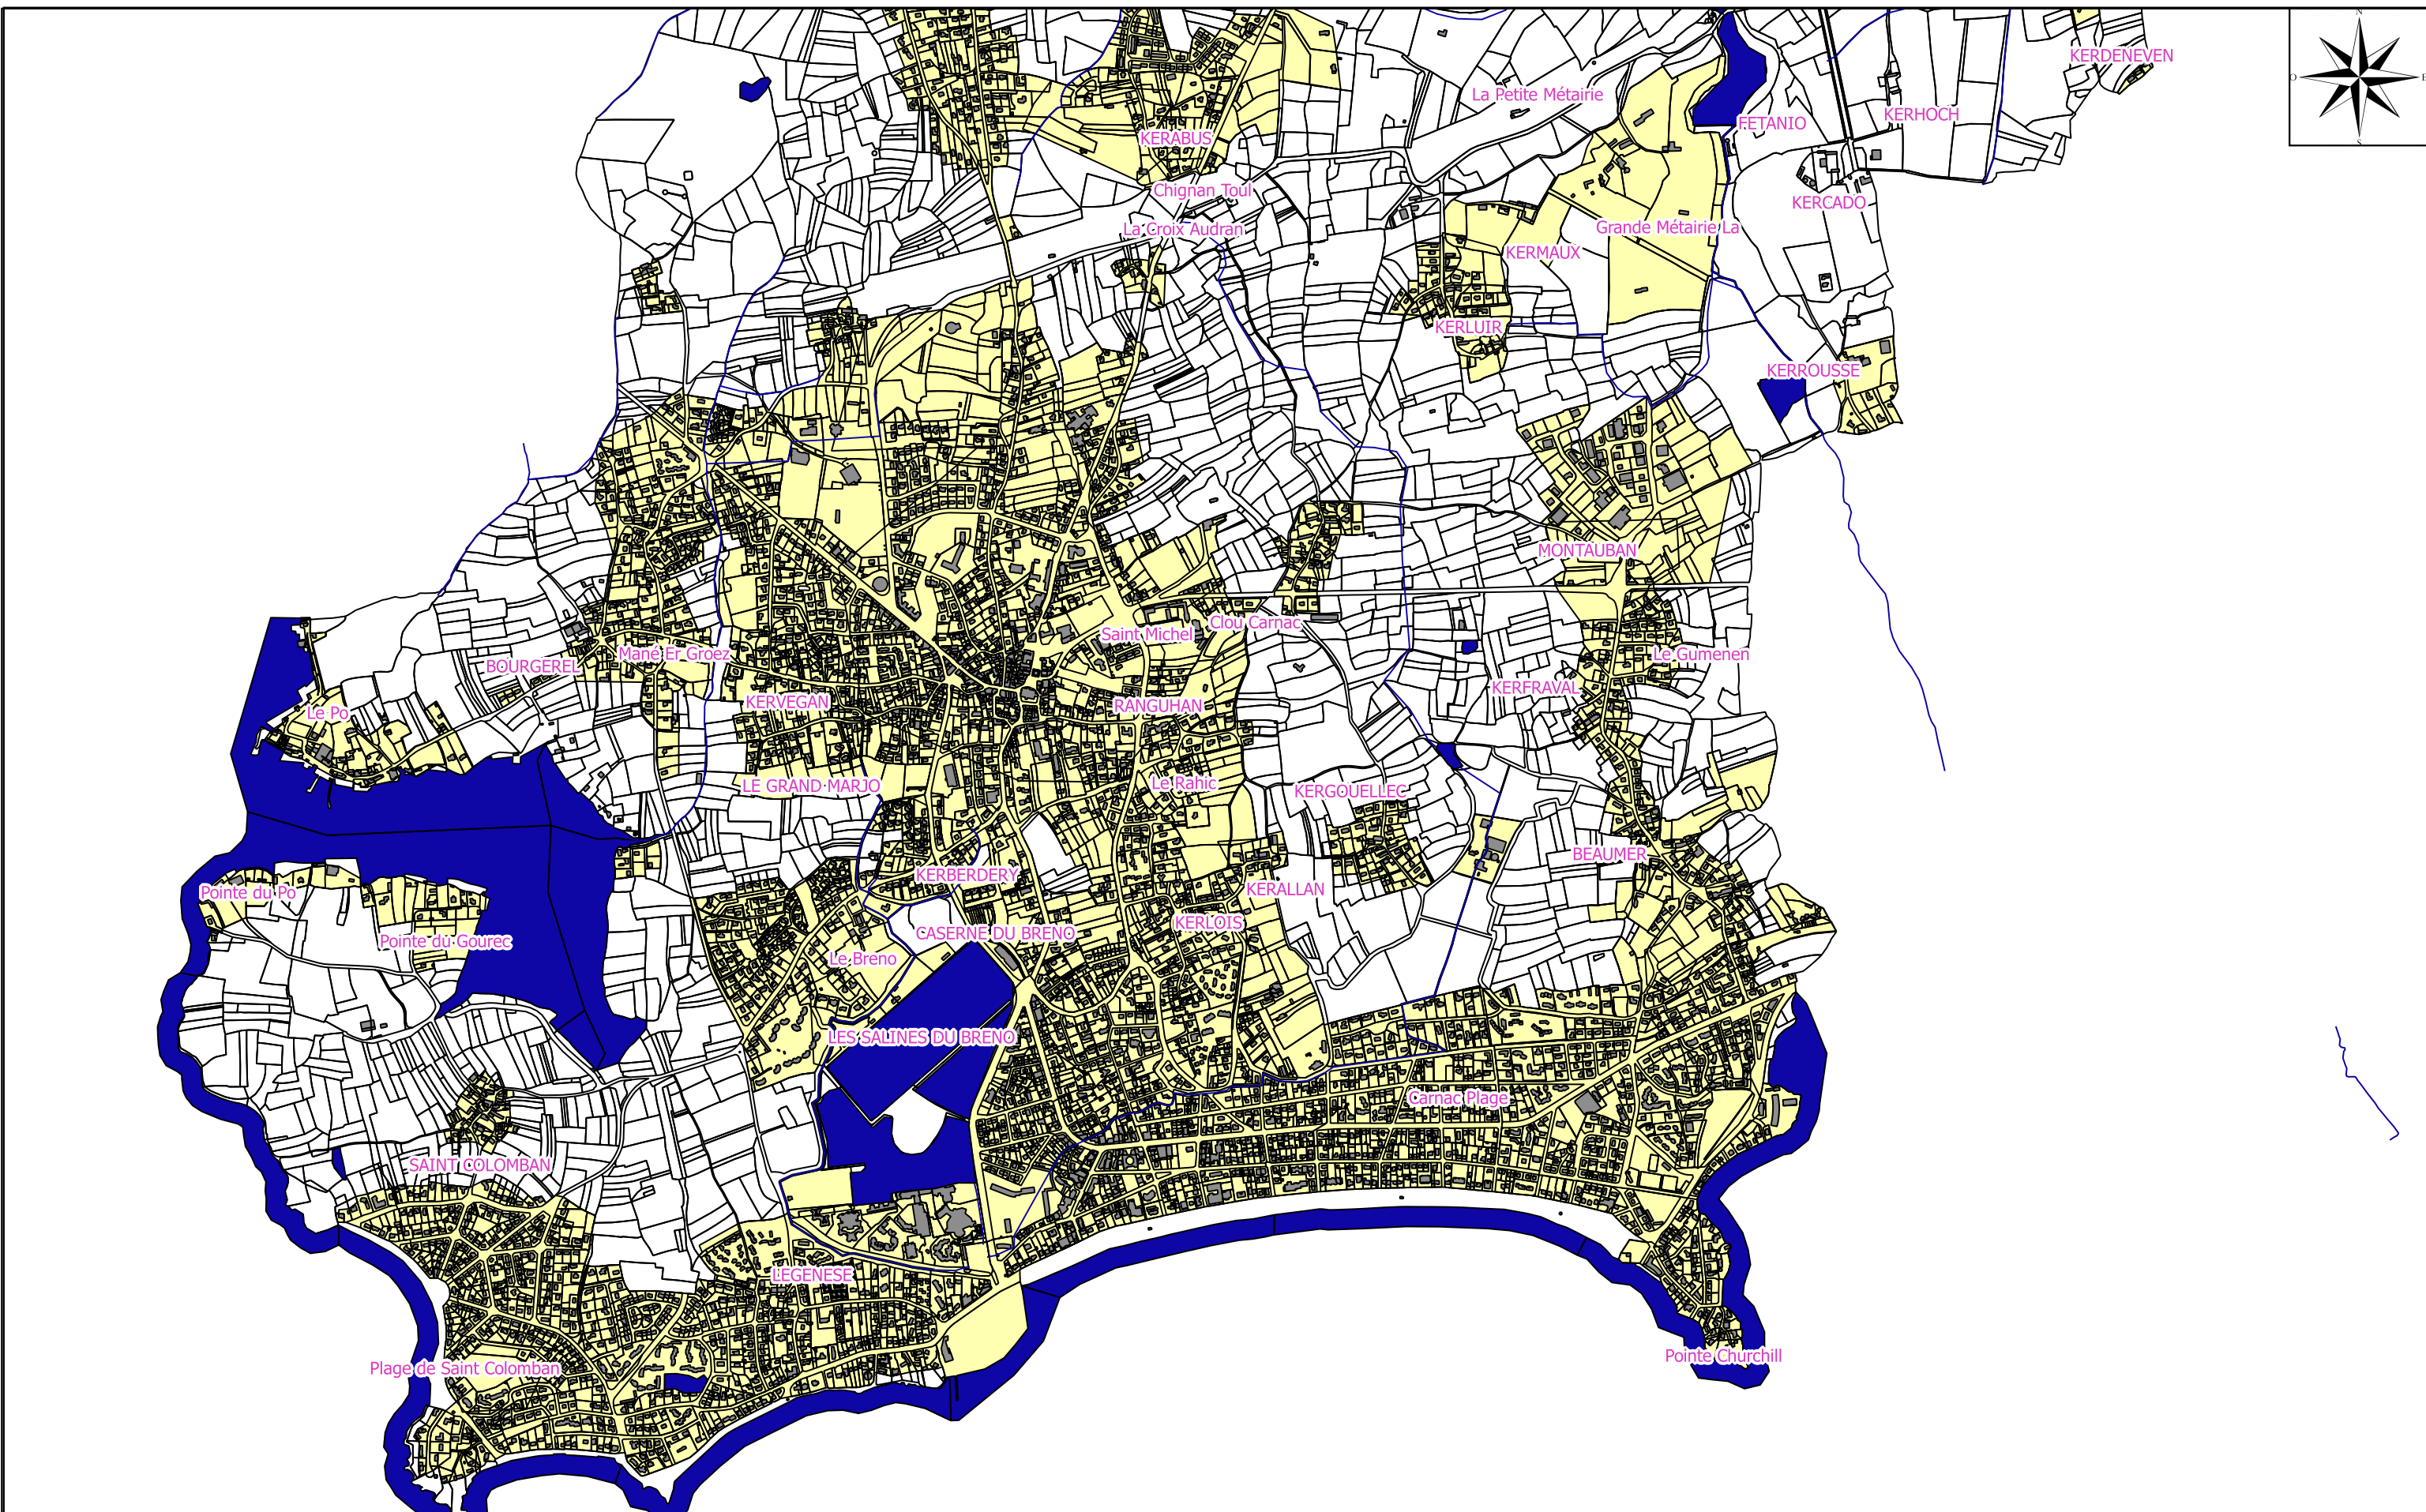 N
KERDENEVEN
O
E
La Petite Métairie
KERHOCH
FETANIO
KERABUS
S
Chignan Toul
KERCADO
La Croix Audran
Grande Métairie La
KERMAUX
KERLUIR
KERROUSSE
MONTAUBAN
Clou Carnac
Saint Michel
Mané Er Groez
Le Gumenen
BOURGEREL
KERFRAVAL
KERVEGAN
RANGUHAN
Le Po
Le Rahic
LE GRAND MARJO
KERGOUELLEC
BEAUMER
KERBERDERY
KERALLAN
Pointe du Po
KERLOIS
CASERNE DU BRENO
Pointe du Gourec
Le Breno
LES SALINES DU BRENO
Carnac Plage
SAINT COLOMBAN
LEGENESE
Pointe Churchill
Plage de Saint Colomban